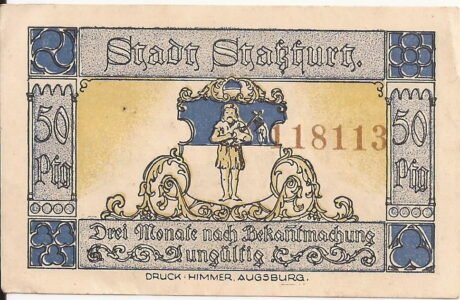 Stadt Staßfurt.
118113
50
Pfg
50
Pfg
Drei Monate nach Bekanntmachung
ungültig
DRUCK·HIMMER, AUGSBURG.